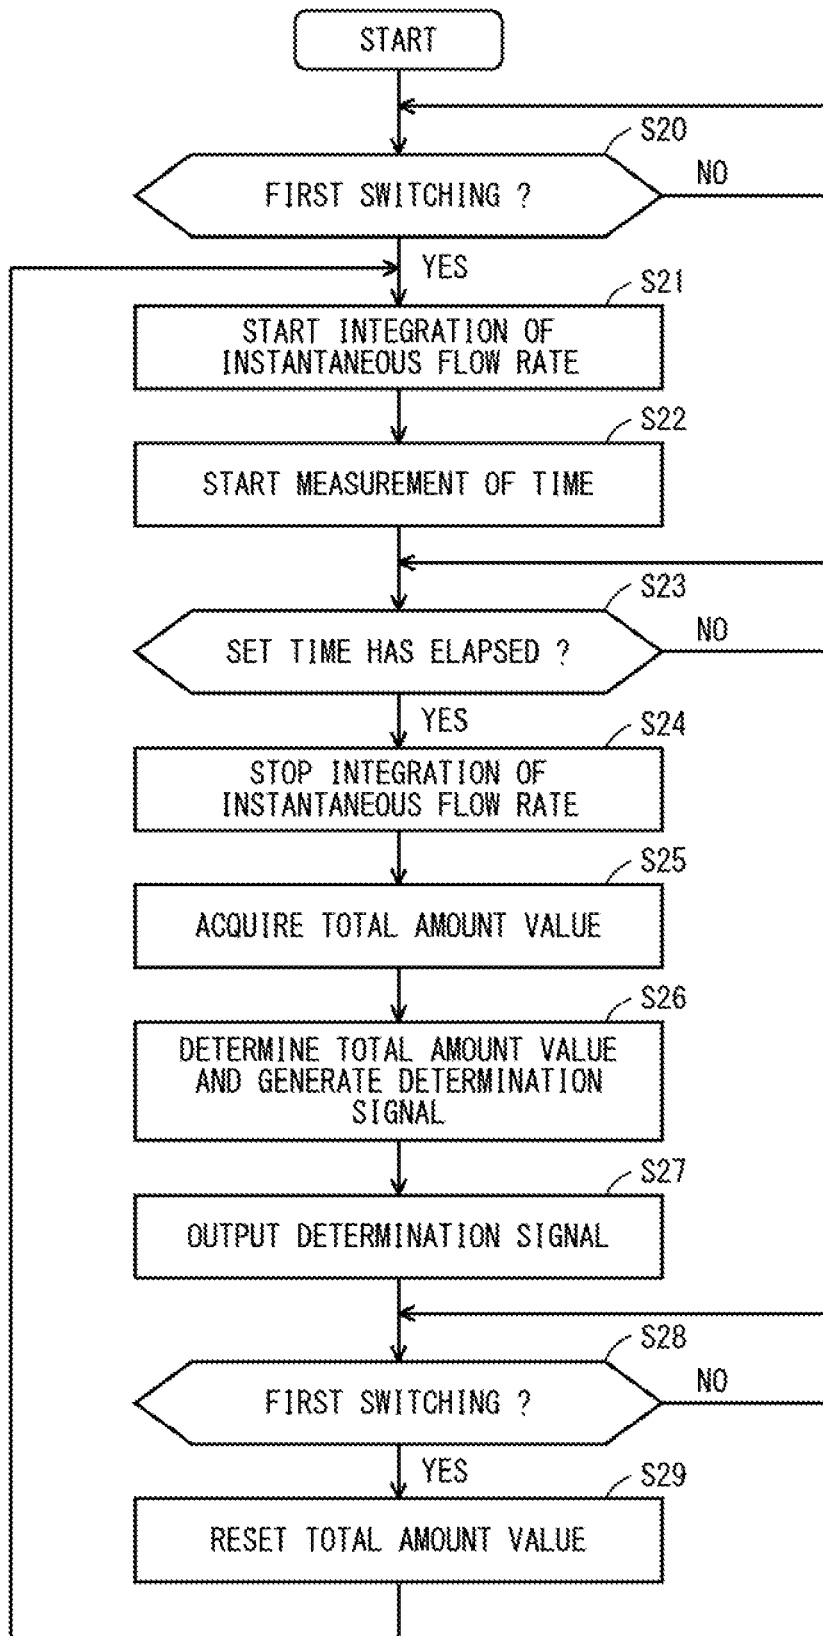 START
S20
FIRST SWITCHING ?
NO
YES
S21
START INTEGRATION OF
INSTANTANEOUS FLOW RATE
S22
START MEASUREMENT OF TIME
S23
SET TIME HAS ELAPSED ?
NO
YES
S24
STOP INTEGRATION OF
INSTANTANEOUS FLOW RATE
S25
ACQUIRE TOTAL AMOUNT VALUE
S26
DETERMINE TOTAL AMOUNT VALUE
AND GENERATE DETERMINATION
SIGNAL
S27
OUTPUT DETERMINATION SIGNAL
S28
FIRST SWITCHING ?
NO
YES
S29
RESET TOTAL AMOUNT VALUE